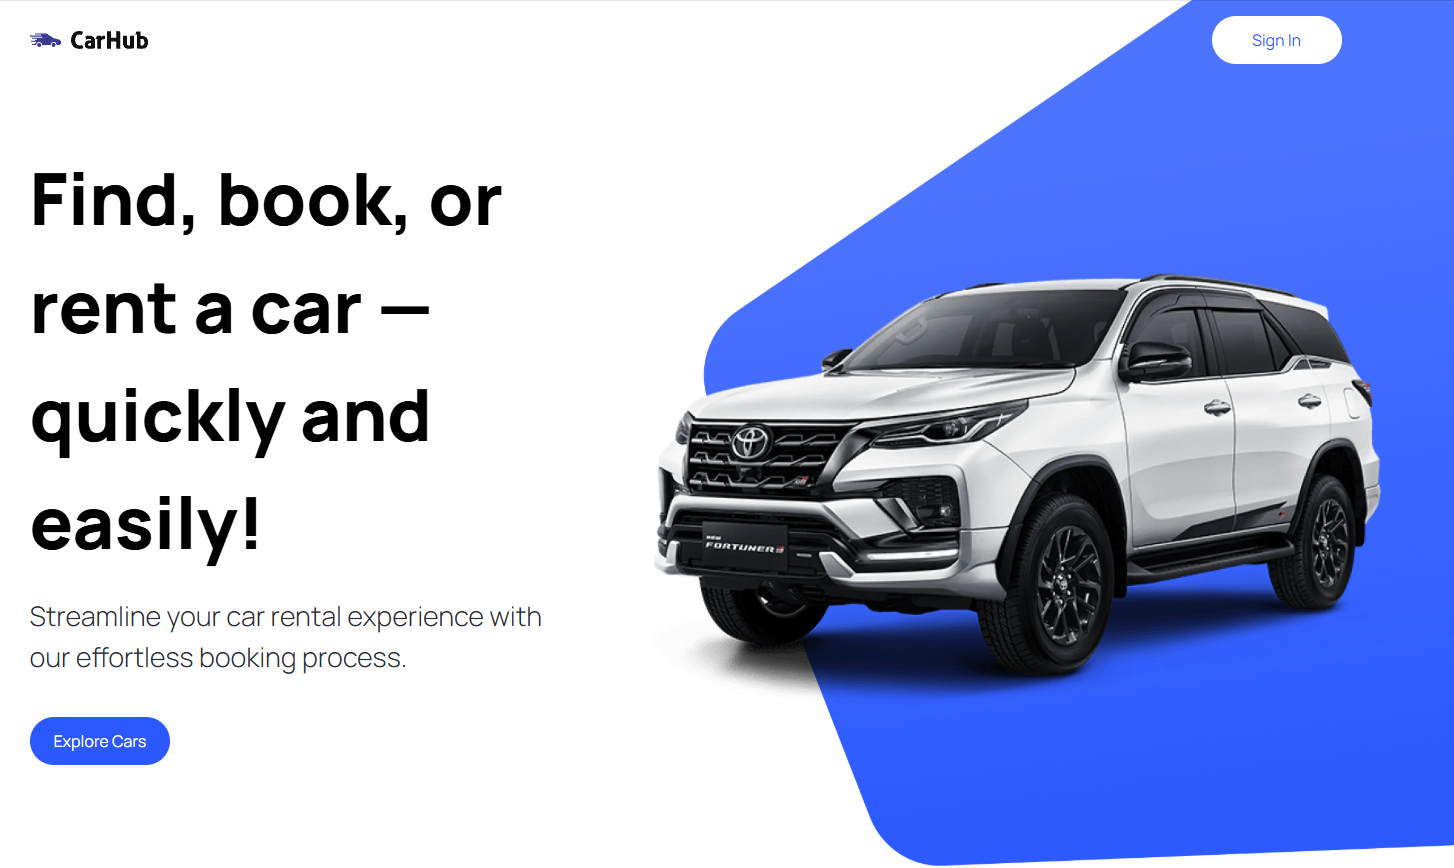 CarHub
Sign In
Find, book, or
rent a car —
quickly and
easily!
Streamline your car rental experience with
our effortless booking process.
Explore Cars
NEW
FORTUNER